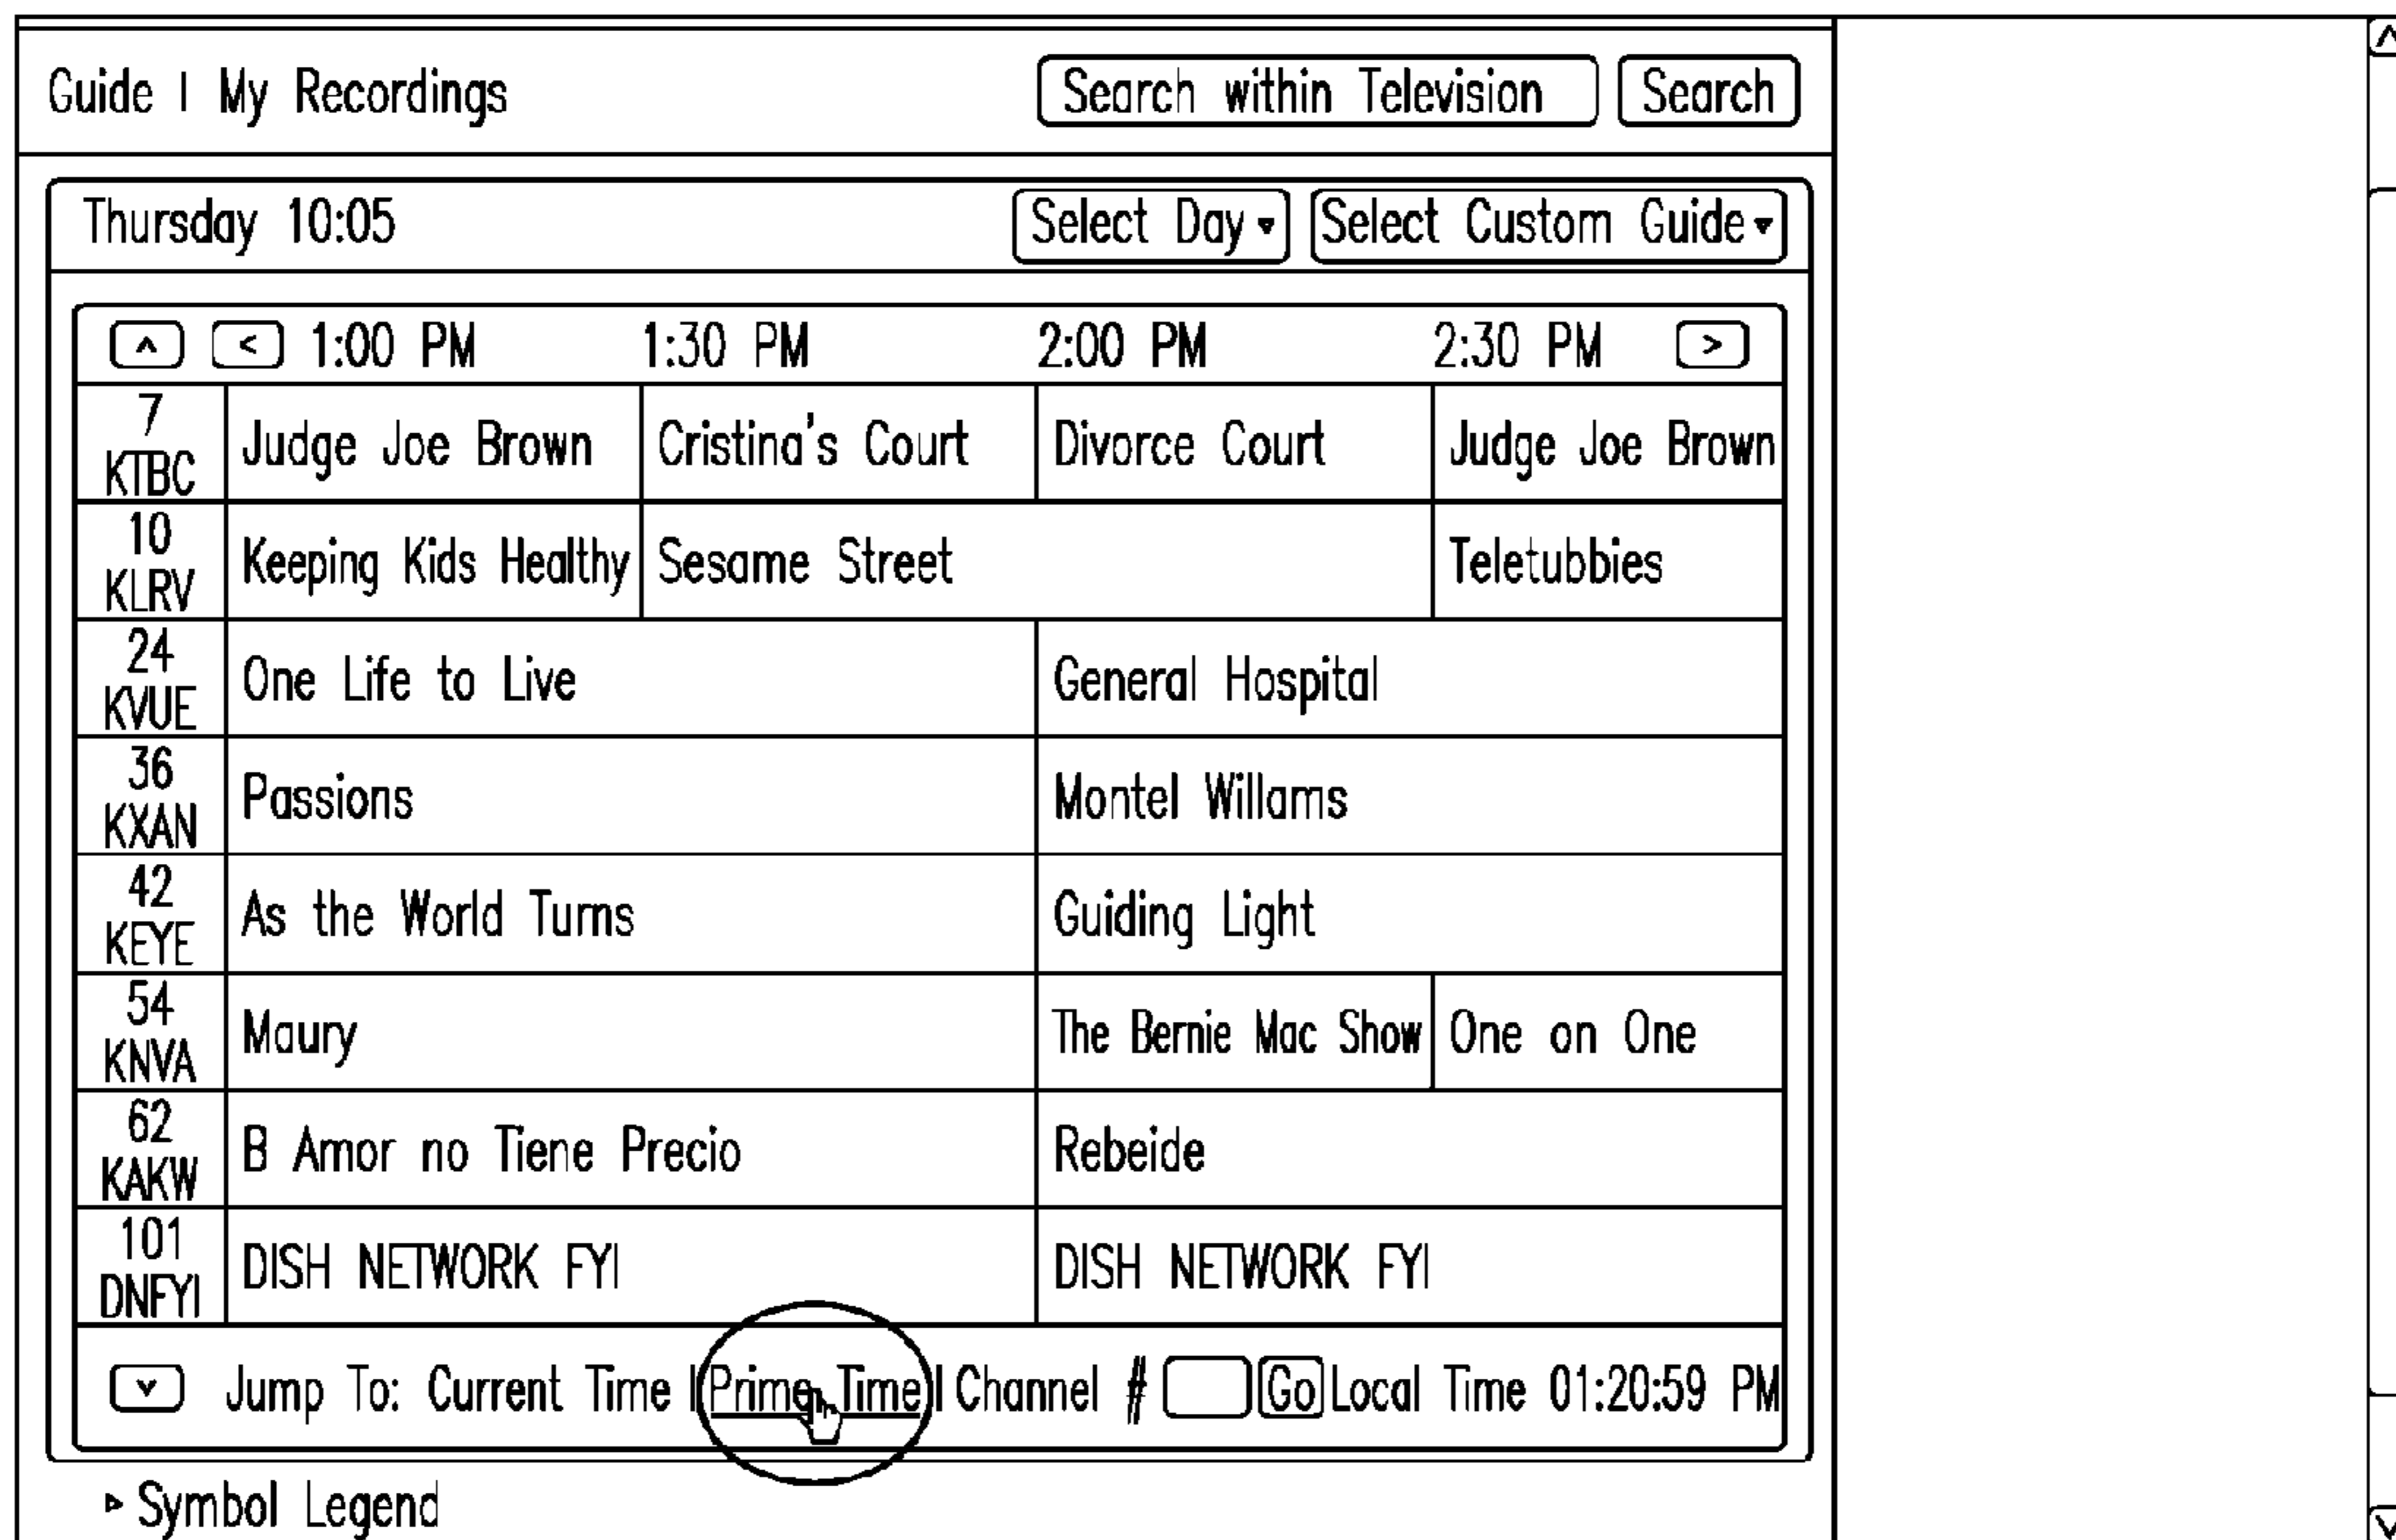 Guide | My Recordings Search within Television Search
Thursday 10:05 Select Day ▾ Select Custom Guide ▾
^ < 1:00 PM 1:30 PM 2:00 PM 2:30 PM >
7 KTBC Judge Joe Brown Cristina's Court Divorce Court Judge Joe Brown
10 KLRV Keeping Kids Healthy Sesame Street Teletubbies
24 KVUE One Life to Live General Hospital
36 KXAN Passions Montel Willams
42 KEYE As the World Turns Guiding Light
54 KNVA Maury The Bernie Mac Show One on One
62 KAKW B Amor no Tiene Precio Rebeide
101 DNFYI DISH NETWORK FYI DISH NETWORK FYI
v Jump To: Current Time | Prime Time | Channel # Go Local Time 01:20:59 PM
▹ Symbol Legend